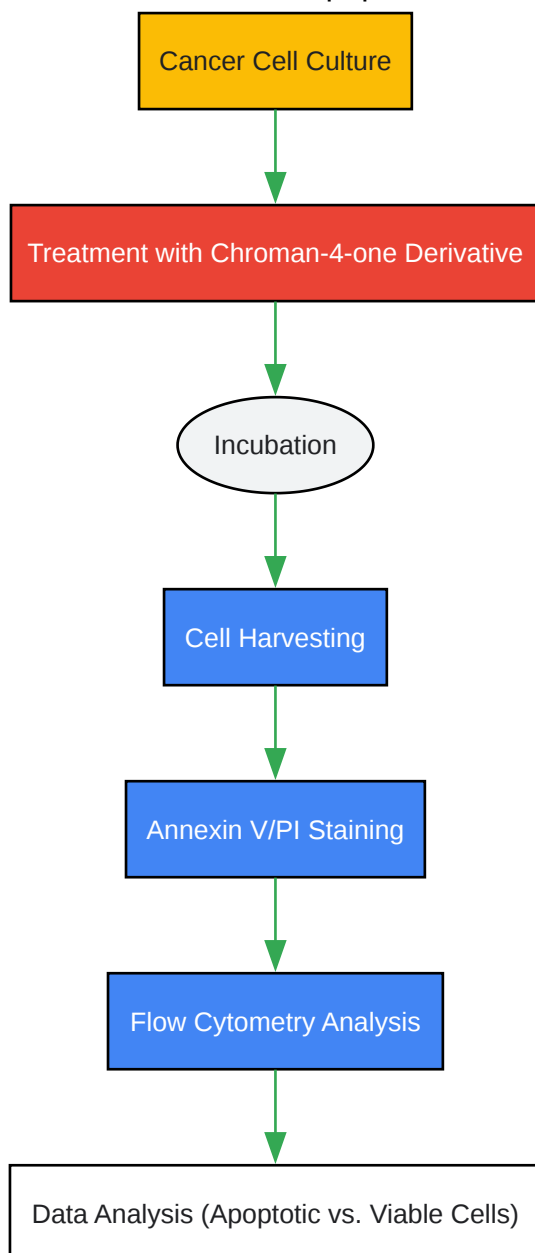 Cancer Cell Culture
Treatment with Chroman-4-one Derivative
Incubation
Cell Harvesting
Annexin V/PI Staining
Flow Cytometry Analysis
Data Analysis (Apoptotic vs. Viable Cells)